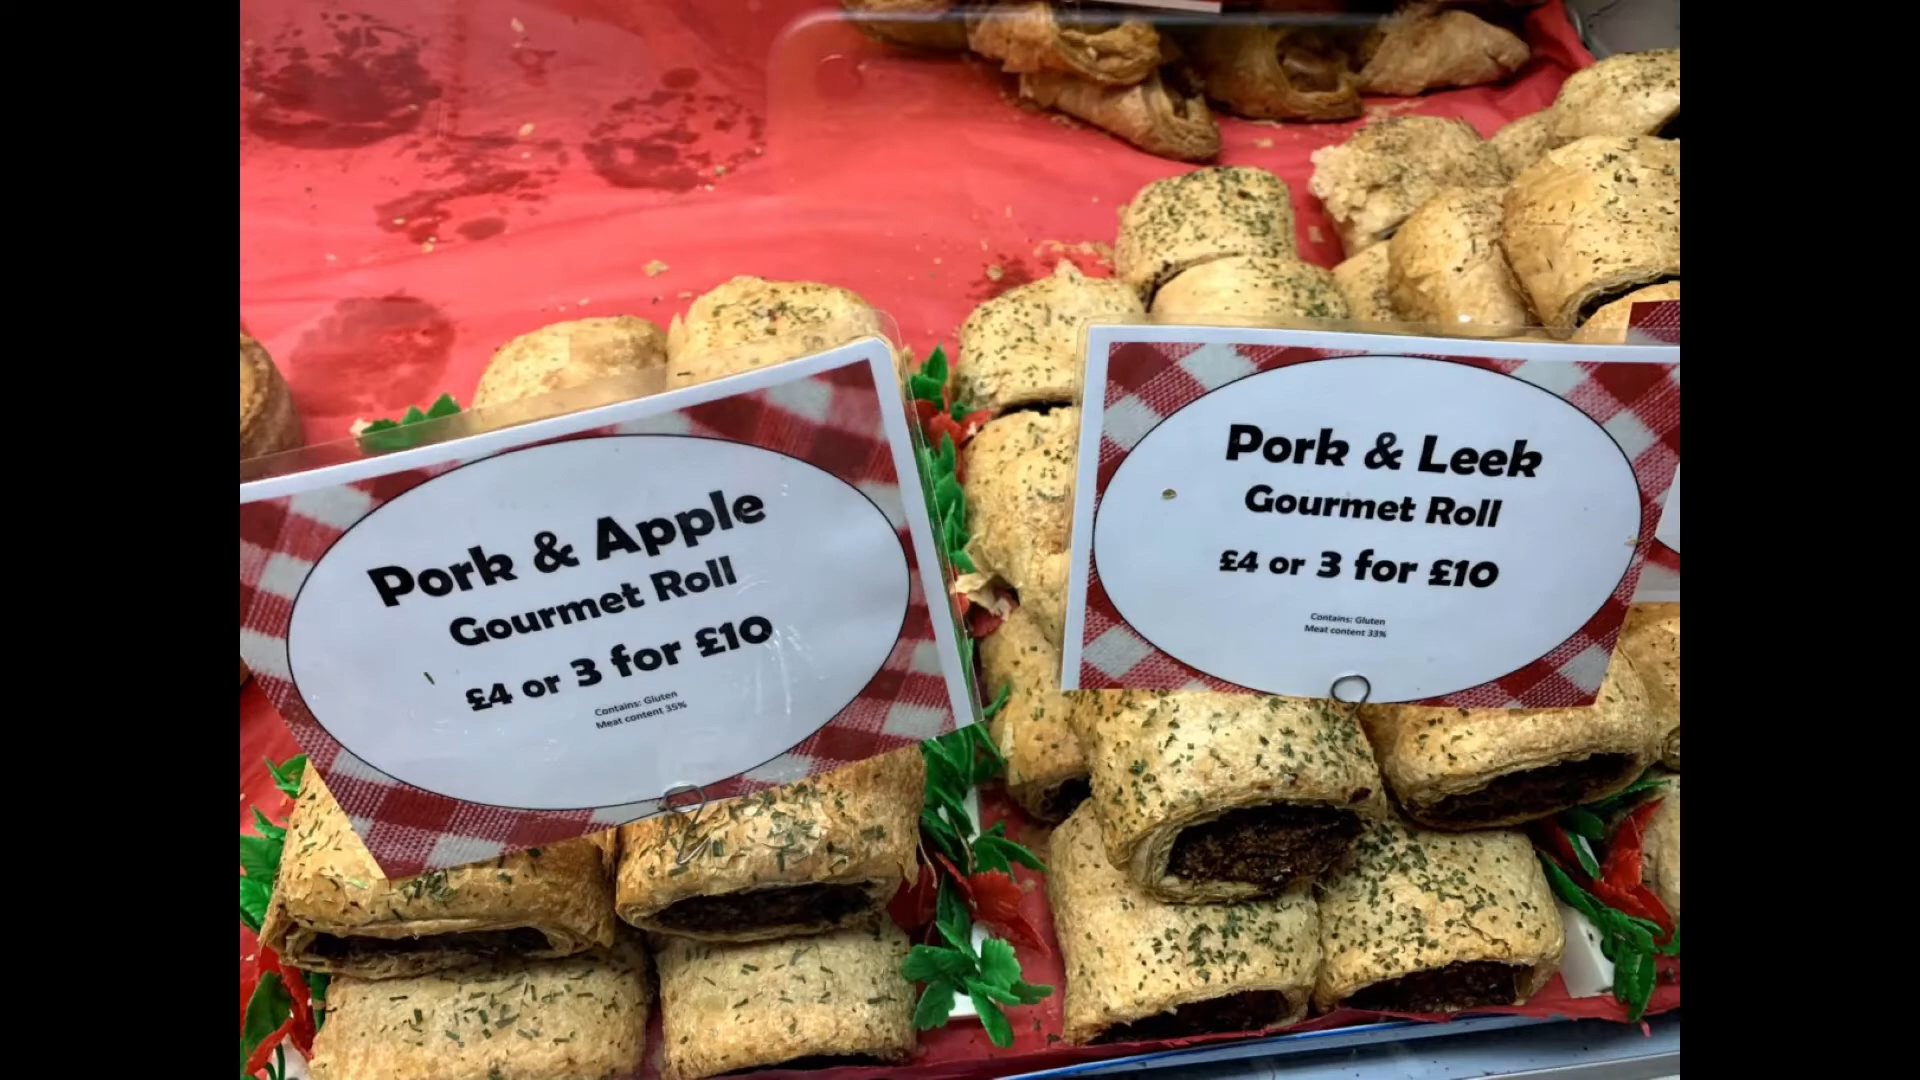 Pork & Apple
Gourmet Roll
£4 or 3 for £10
Contains: Gluten
Meat content 35%
Pork & Leek
Gourmet Roll
£4 or 3 for £10
Contains: Gluten
Meat content 33%